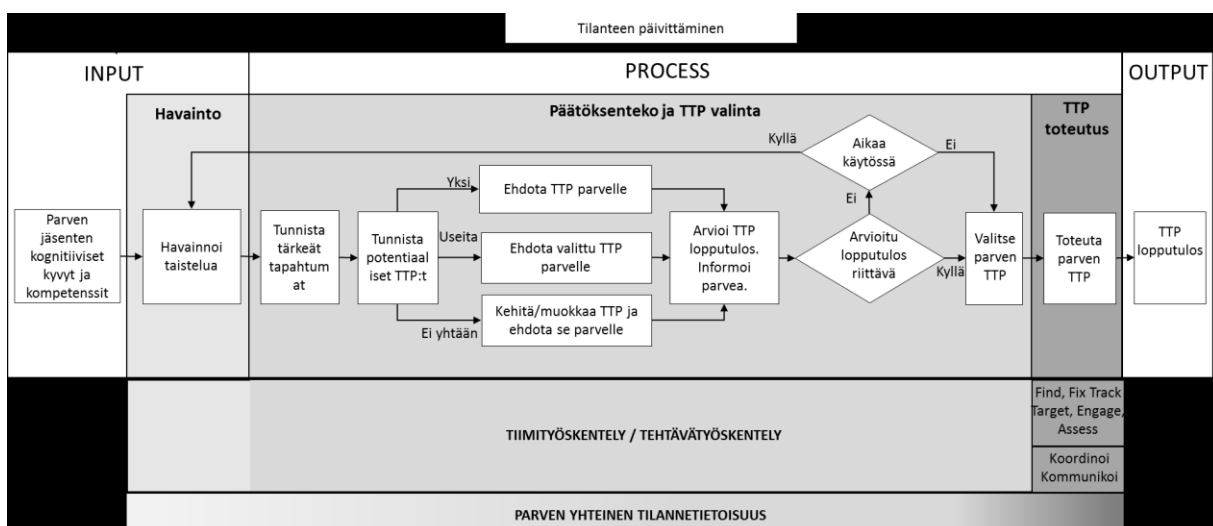 Tilanteen päivittäminen
INPUT
PROCESS
OUTPUT
Havainto
Päätöksenteko ja TTP valinta
TTP
toteutus
Kyllä
Aikaa
käytössä
Ei
Yksi
Ehdota TTP parvelle
Ei
Parven
jäsenten
kognitiiviset
kyvyt ja
kompetenssit
Havainnoi
taistelua
Tunnista
tärkeät
tapahtum
at
Tunnista
potentiaal
iset TTP:t
Useita
Ehdota valittu TTP
parvelle
Arvioi TTP
lopputulos.
Informoi
parvea.
Arvioitu
lopputulos
riittävä
Kyllä
Valitse
parven
TTP
Toteuta
parven
TTP
TTP
lopputulos
Ei yhtään
Kehitä/muokkaa TTP ja
ehdota se parvelle
TIIMITYÖSKENTELY / TEHTÄVÄTYÖSKENTELY
Find, Fix Track
Target, Engage,
Assess
Koordinoi
Kommunikoi
PARVEN YHTEINEN TILANNETIETOISUUS